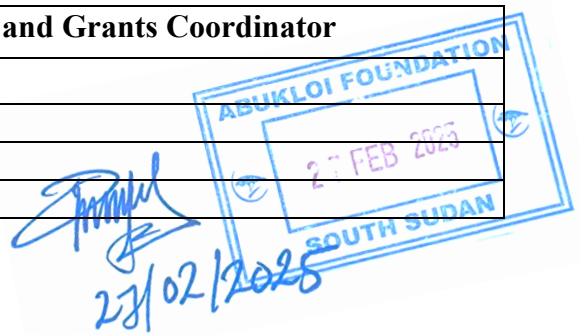 and Grants Coordinator
ABUKLOI FOUNDATION
27 FEB 2025
SOUTH SUDAN
27/02/2025